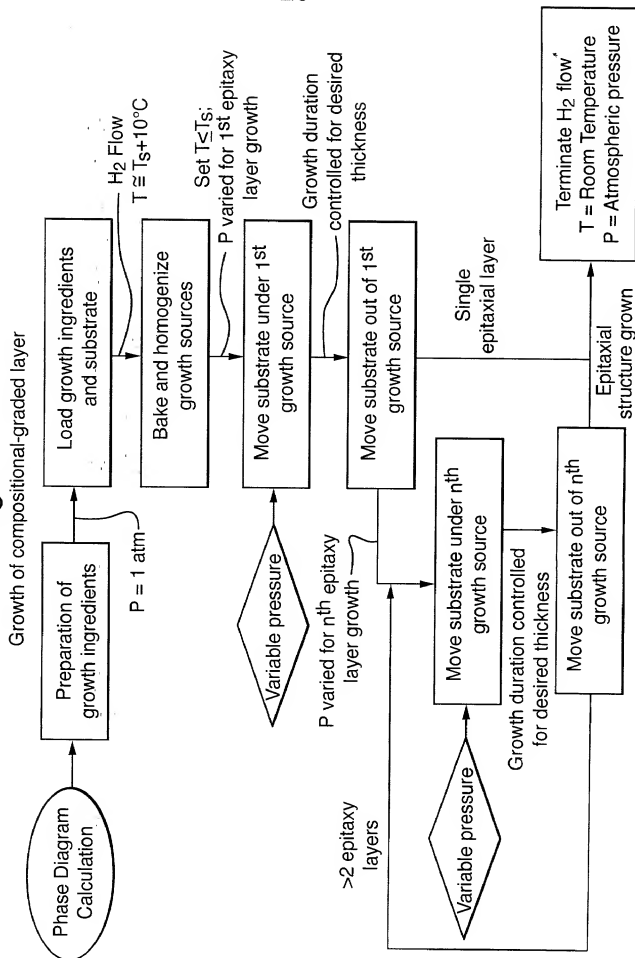 Growth of compositional-graded layer
Phase Diagram
Calculation
Preparation of
growth ingredients
P = 1 atm
Load growth ingredients
and substrate
H2 Flow
T ≅ TS+10°C
Bake and homogenize
growth sources
Set T≤TS;
P varied for 1st epitaxy
layer growth
Variable pressure
Move substrate under 1st
growth source
Growth duration
controlled for desired
thickness
Move substrate out of 1st
growth source
Single
epitaxial layer
P varied for nth epitaxy
layer growth
>2 epitaxy
layers
Variable pressure
Move substrate under nth
growth source
Growth duration controlled
for desired thickness
Move substrate out of nth
growth source
Epitaxial
structure grown
Terminate H2 flow
T = Room Temperature
P = Atmospheric pressure